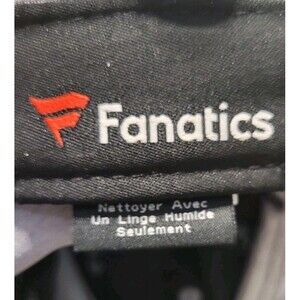 Fanatics
Nettoyer Avec
Un Linge Humide
Seulement